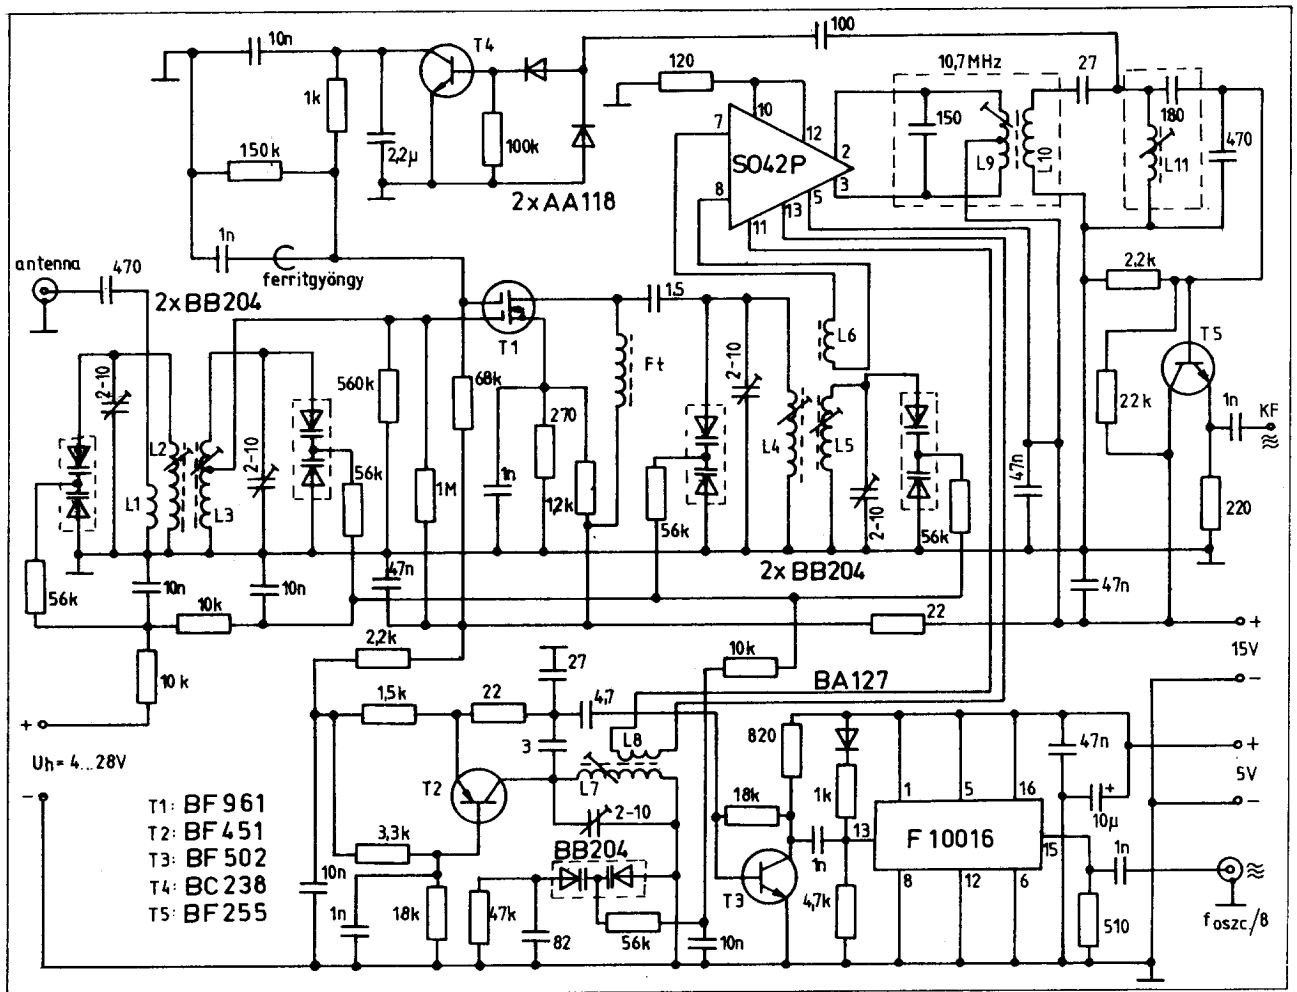 10n
T4
100
120
10,7 MHz
27
1k
7
10
12
150
180
2,2µ
100k
150k
SO42P
2
L9
L10
L11
470
3
8
5
13
11
2xAA118
1n
ferritgyöngy
antenna
470
2xBB204
1,5
2,2k
T1
L6
T5
Ft
2-10
560k
68k
2-10
22k
1n
KF
L2
2-10
270
L4
L5
56k
47n
L1
L3
1M
1n
1,2k
56k
2-10
56k
220
2xBB204
56k
10n
10n
47n
47n
10k
22
+
15V
2,2k
10k
10k
27
BA127
-
1,5k
22
4,7
+
820
47n
Uh= 4...28V
3
L8
+
5V
-
L7
1k
1
5
16
-
T1: BF961
T2
2-10
18k
10µ
+
T2: BF451
T3: BF502
3,3k
BB204
13
F 10016
15
1n
T4: BC238
10n
1n
T3
8
12
6
T5: BF255
1n
18k
47k
82
56k
10n
4,7k
510
foszc./8